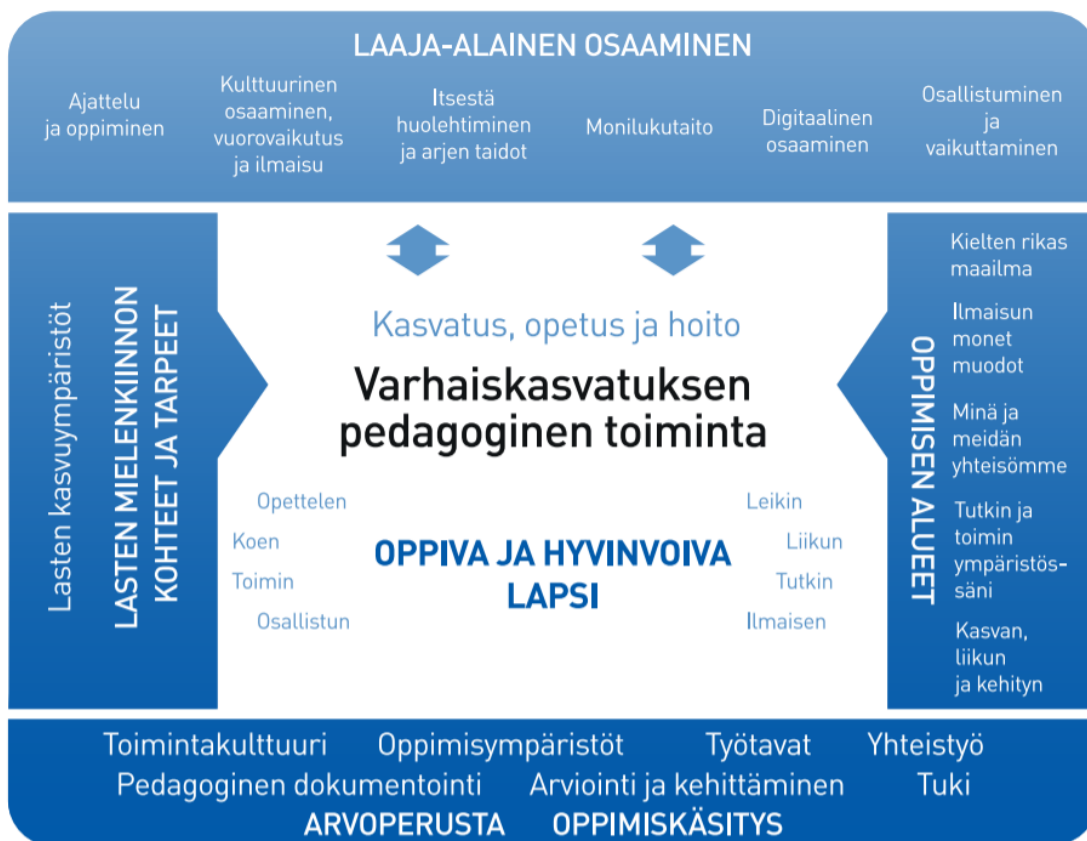 LAAJA-ALAINEN OSAAMINEN
Ajattelu
ja oppiminen
Kulttuurinen
osaaminen,
vuorovaikutus
ja ilmaisu
Itsestä
huolehtiminen
ja arjen taidot
Monilukutaito
Digitaalinen
osaaminen
Osallistuminen
ja
vaikuttaminen
Lasten kasvuympäristöt
LASTEN MIELENKIINNON
KOHTEET JA TARPEET
Kasvatus, opetus ja hoito
Varhaiskasvatuksen
pedagoginen toiminta
Opettelen
Koen
Toimin
Osallistun
OPPIVA JA HYVINVOIVA
LAPSI
Leikin
Liikun
Tutkin
Ilmaisen
OPPIMISEN ALUEET
Kielten rikas
maailma
Ilmaisun
monet
muodot
Minä ja
meidän
yhteisömme
Tutkin ja
toimin
ympäristös-
säni
Kasvan,
liikun
ja kehityn
Toimintakulttuuri Oppimisympäristöt Työtavat Yhteistyö
Pedagoginen dokumentointi Arviointi ja kehittäminen Tuki
ARVOPERUSTA OPPIMISKÄSITYS